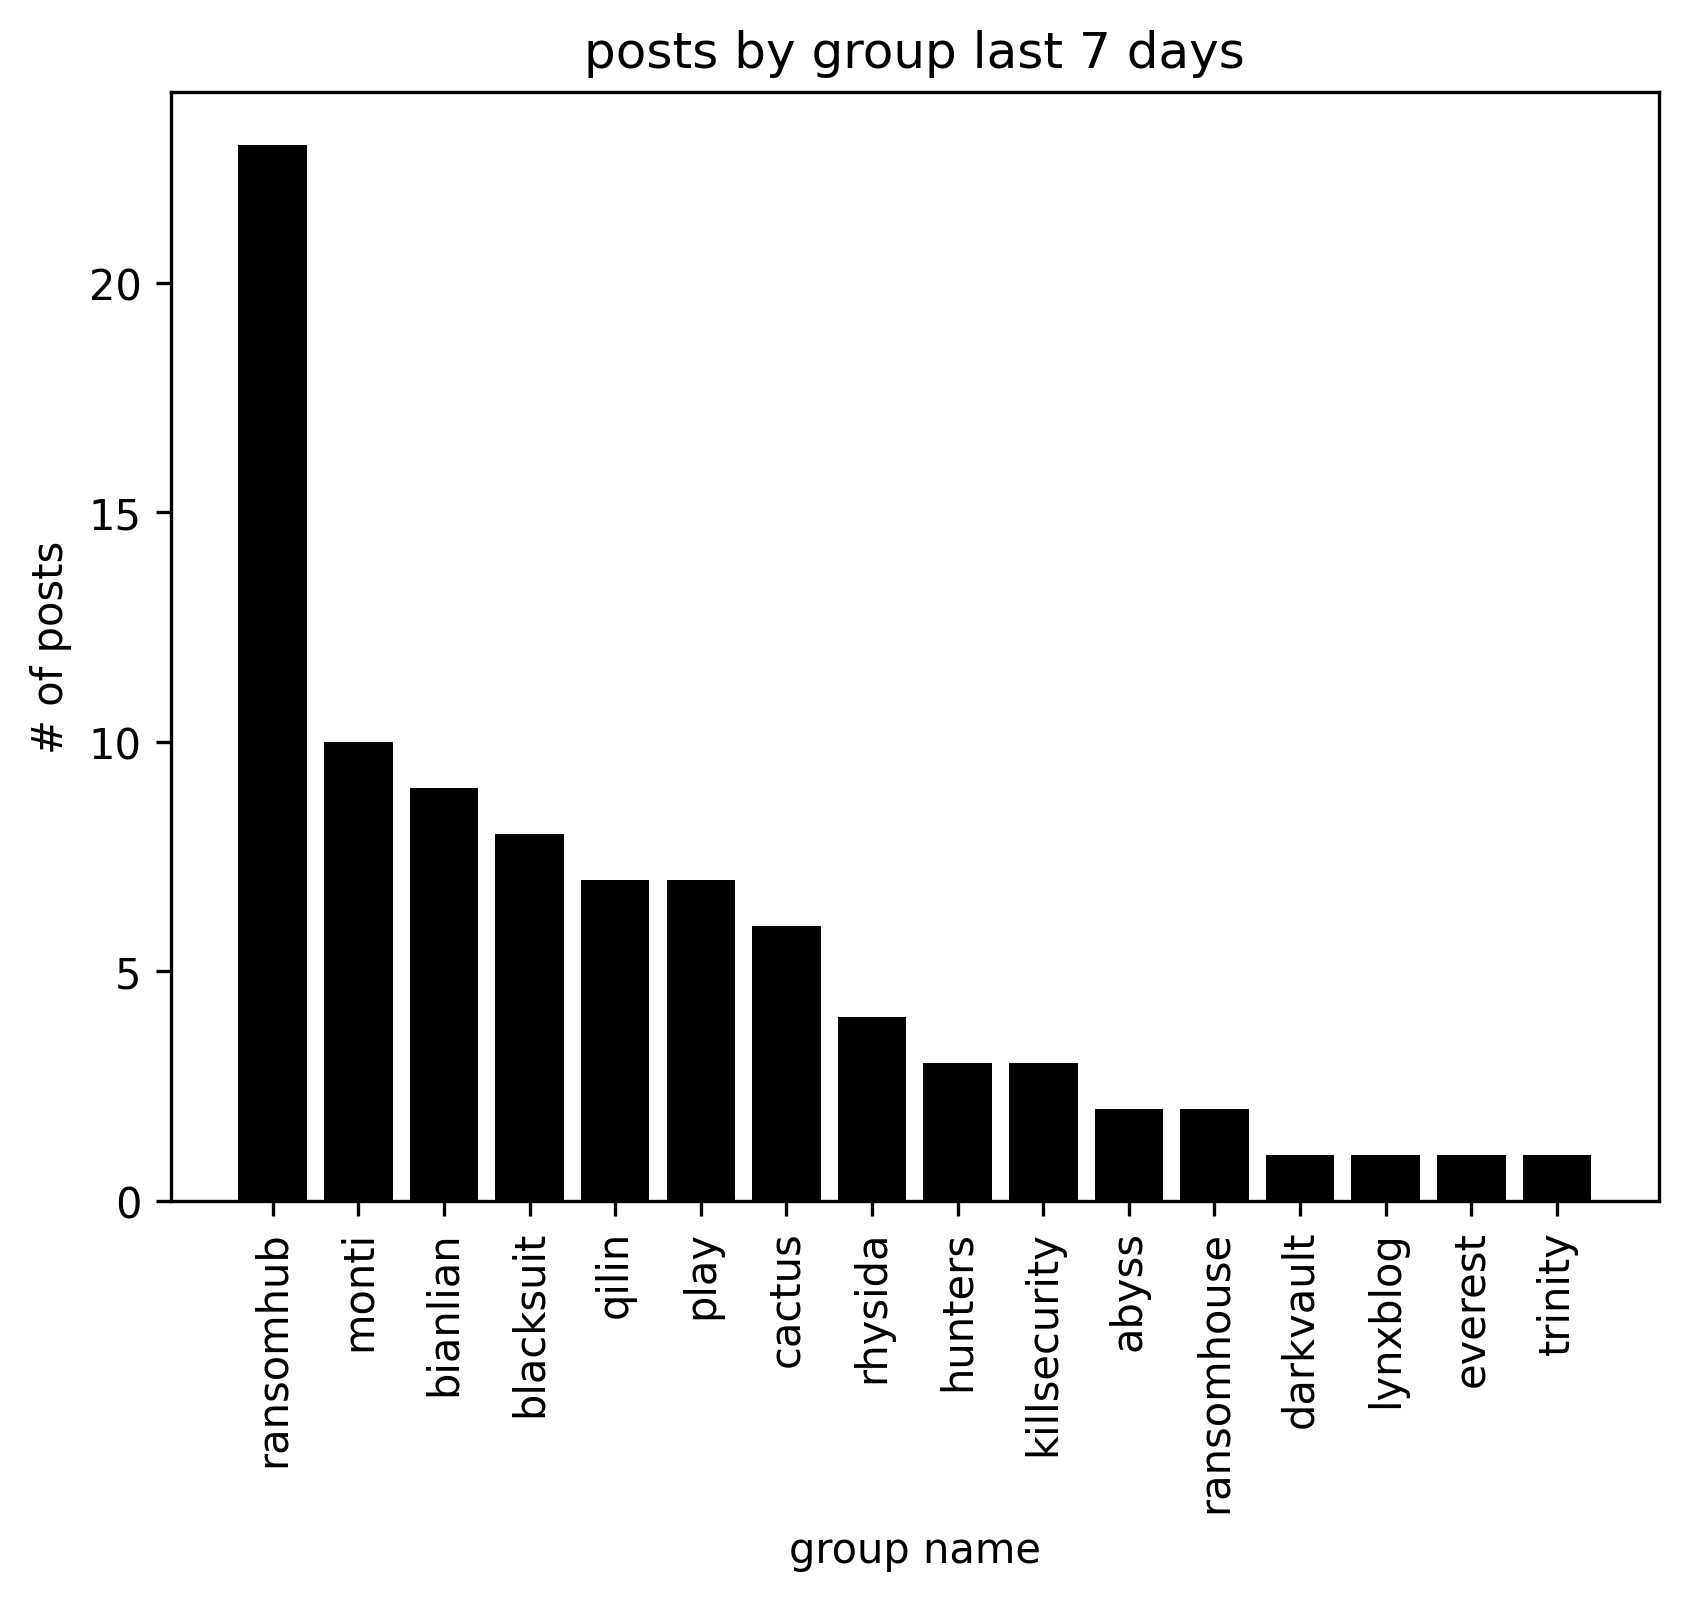 posts by group last 7 days
# of posts
20
15
10
5
0
ransomhub
monti
bianlian
blacksuit
qilin
play
cactus
rhysida
hunters
killsecurity
abyss
ransomhouse
darkvault
lynxblog
everest
trinity
group name